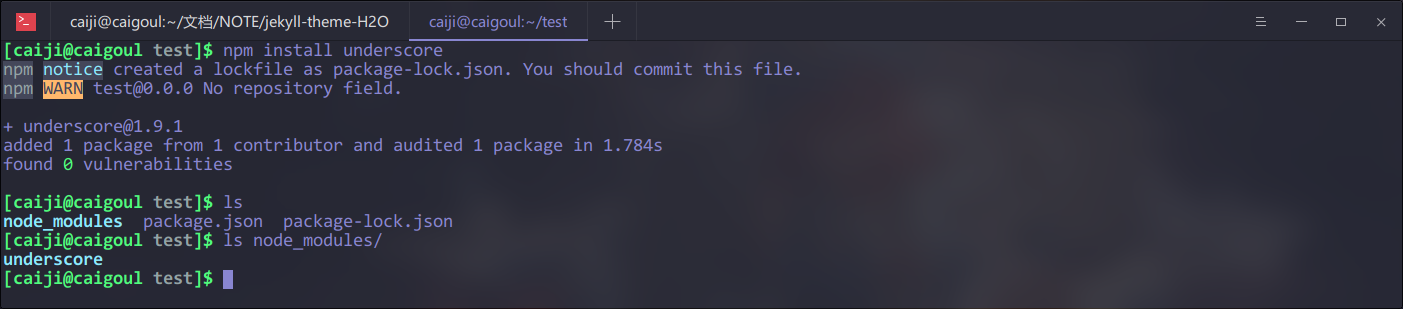 caiji@caigoul:~/文档/NOTE/jekyll-theme-H2O
caiji@caigoul:~/test
[caiji@caigoul test]$ npm install underscore
npm notice created a lockfile as package-lock.json. You should commit this file.
npm WARN test@0.0.0 No repository field.
+ underscore@1.9.1
added 1 package from 1 contributor and audited 1 package in 1.784s
found 0 vulnerabilities
[caiji@caigoul test]$ ls
node_modules  package.json  package-lock.json
[caiji@caigoul test]$ ls node_modules/
underscore
[caiji@caigoul test]$